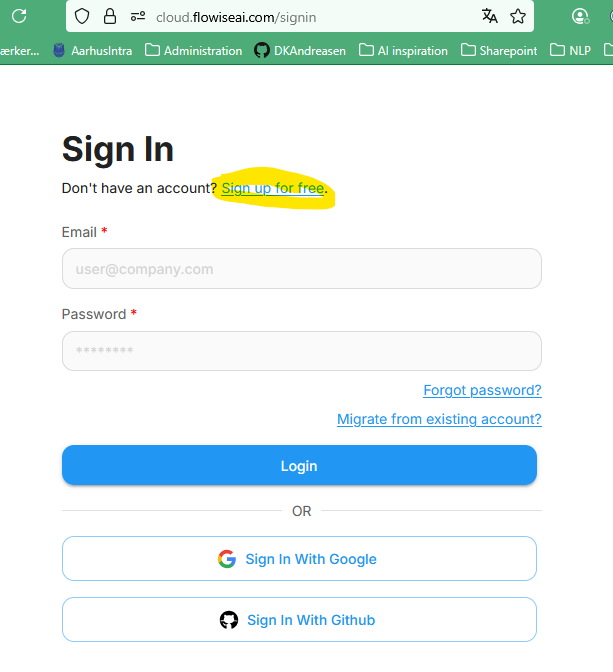 cloud.flowiseai.com/signin
ærker... AarhusIntra Administration DKAndreasen AI inspiration Sharepoint NLP
Sign In
Don't have an account? Sign up for free.
Email *
user@company.com
Password *
********
Forgot password?
Migrate from existing account?
Login
OR
Sign In With Google
Sign In With Github